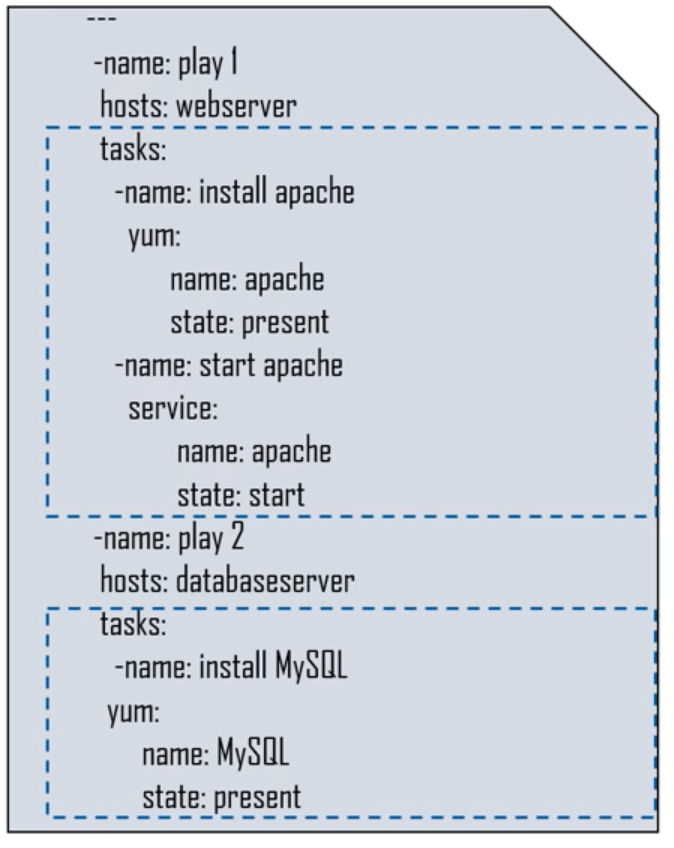 ---
-name: play 1
hosts: webserver
tasks:
-name: install apache
yum:
name: apache
state: present
-name: start apache
service:
name: apache
state: start
-name: play 2
hosts: databaseserver
tasks:
-name: install MySQL
yum:
name: MySQL
state: present